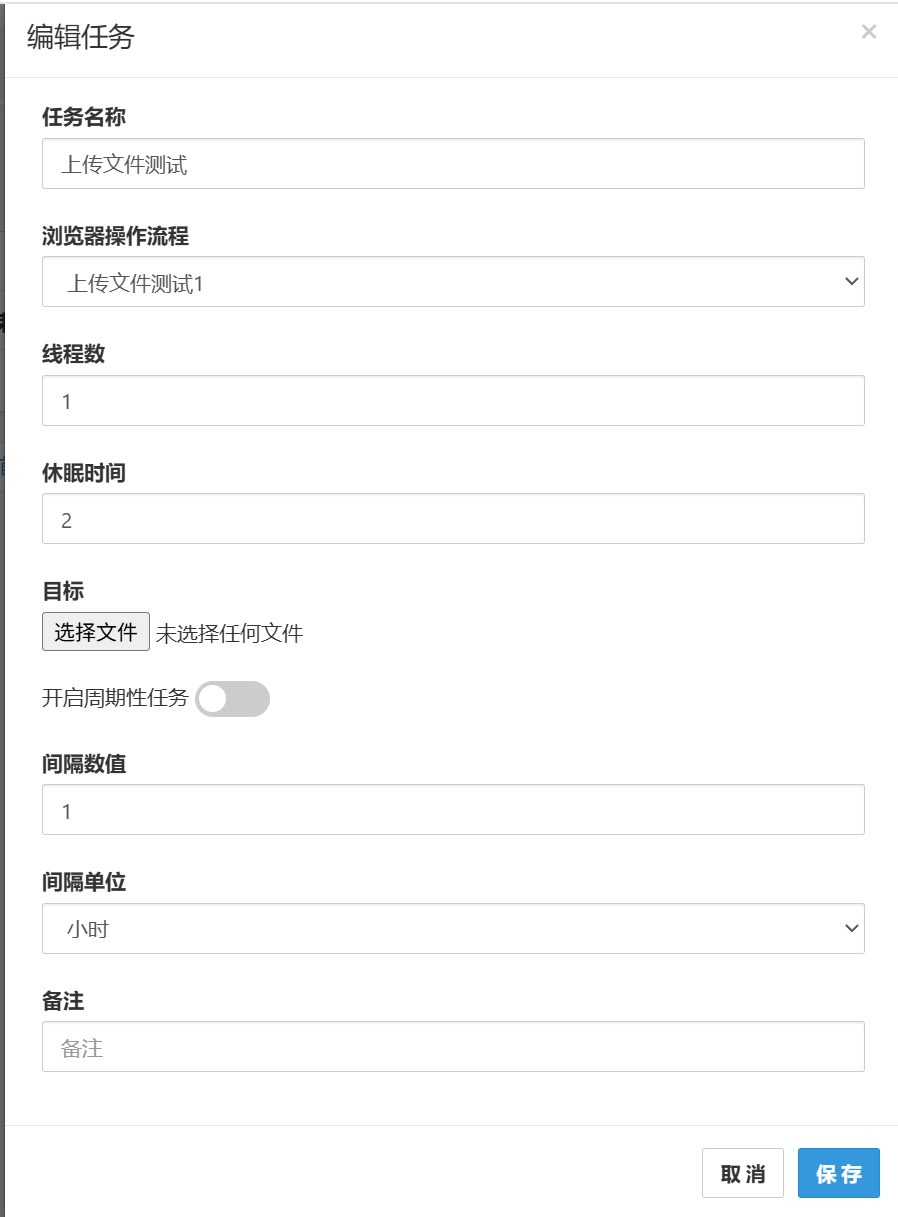 编辑任务
×
任务名称
上传文件测试
浏览器操作流程
上传文件测试1
线程数
1
休眠时间
2
目标
选择文件 未选择任何文件
开启周期性任务
间隔数值
1
间隔单位
小时
备注
备注
取消 保存